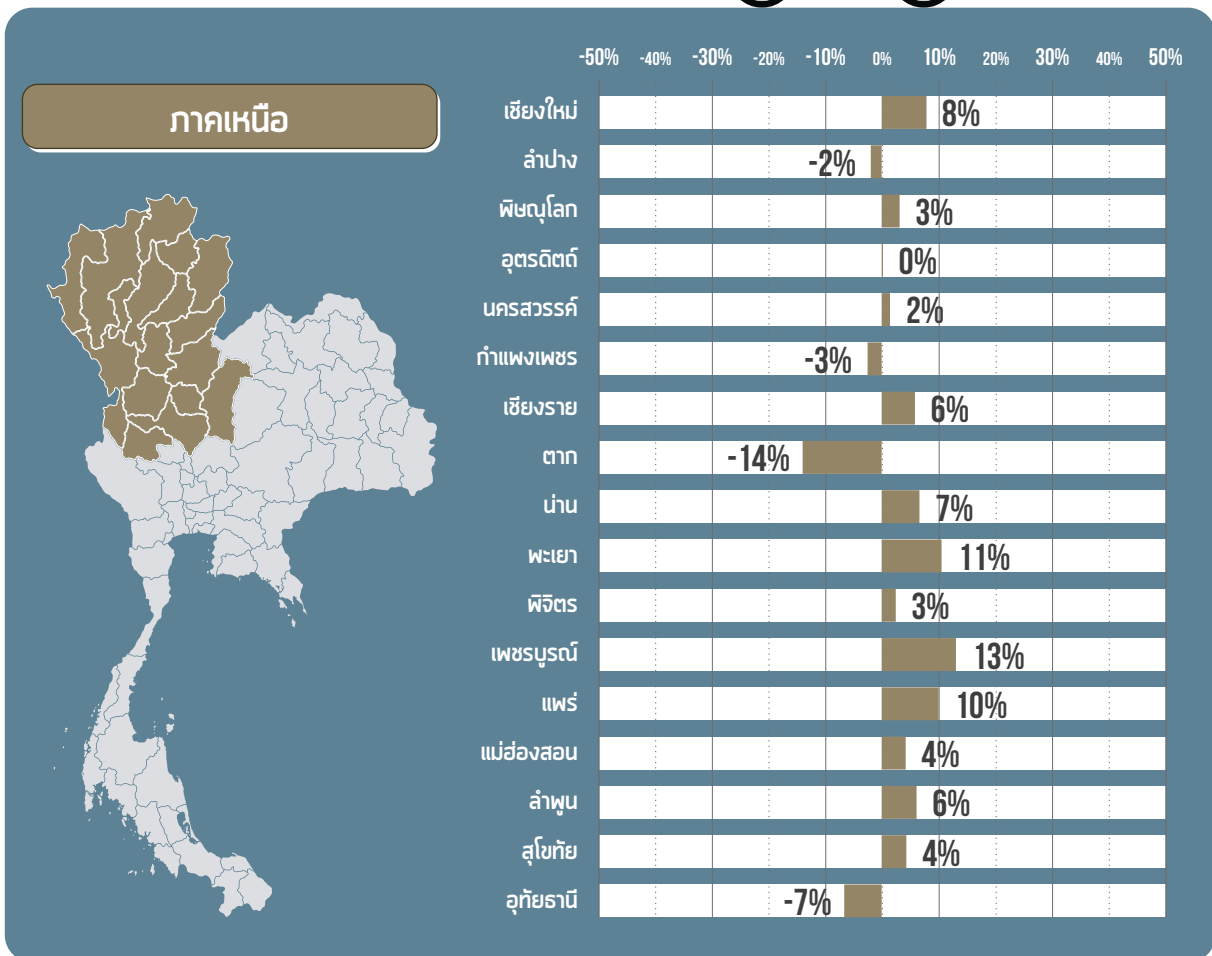 -50% -40% -30% -20% -10% 0% 10% 20% 30% 40% 50%
ภาคเหนือ
เชียงใหม่ 8%
ลำปาง -2%
พิษณุโลก 3%
อุตรดิตถ์ 0%
นครสวรรค์ 2%
กำแพงเพชร -3%
เชียงราย 6%
ตาก -14%
น่าน 7%
พะเยา 11%
พิจิตร 3%
เพชรบูรณ์ 13%
แพร่ 10%
แม่ฮ่องสอน 4%
ลำพูน 6%
สุโขทัย 4%
อุทัยธานี -7%